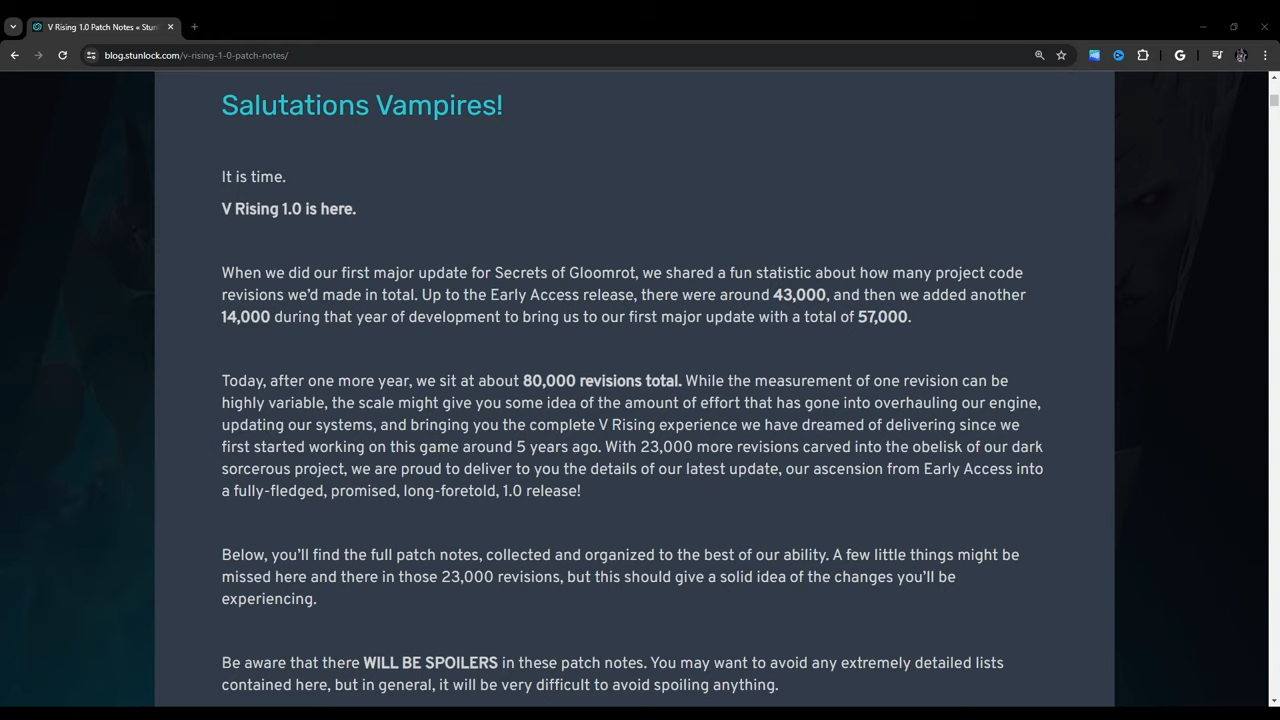 V Rising 1.0 Patch Notes « Stun
blog.stunlock.com/v-rising-1-0-patch-notes/
Salutations Vampires!
It is time.
V Rising 1.0 is here.
When we did our first major update for Secrets of Gloomrot, we shared a fun statistic about how many project code
revisions we’d made in total. Up to the Early Access release, there were around 43,000, and then we added another
14,000 during that year of development to bring us to our first major update with a total of 57,000.
Today, after one more year, we sit at about 80,000 revisions total. While the measurement of one revision can be
highly variable, the scale might give you some idea of the amount of effort that has gone into overhauling our engine,
updating our systems, and bringing you the complete V Rising experience we have dreamed of delivering since we
first started working on this game around 5 years ago. With 23,000 more revisions carved into the obelisk of our dark
sorcerous project, we are proud to deliver to you the details of our latest update, our ascension from Early Access into
a fully-fledged, promised, long-foretold, 1.0 release!
Below, you’ll find the full patch notes, collected and organized to the best of our ability. A few little things might be
missed here and there in those 23,000 revisions, but this should give a solid idea of the changes you’ll be
experiencing.
Be aware that there WILL BE SPOILERS in these patch notes. You may want to avoid any extremely detailed lists
contained here, but in general, it will be very difficult to avoid spoiling anything.